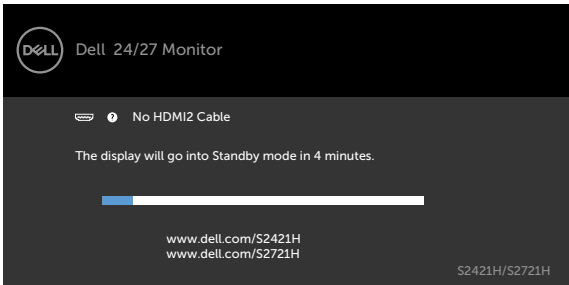 DELL
Dell 24/27 Monitor
? No HDMI2 Cable
The display will go into Standby mode in 4 minutes.
www.dell.com/S2421H
www.dell.com/S2721H
S2421H/S2721H